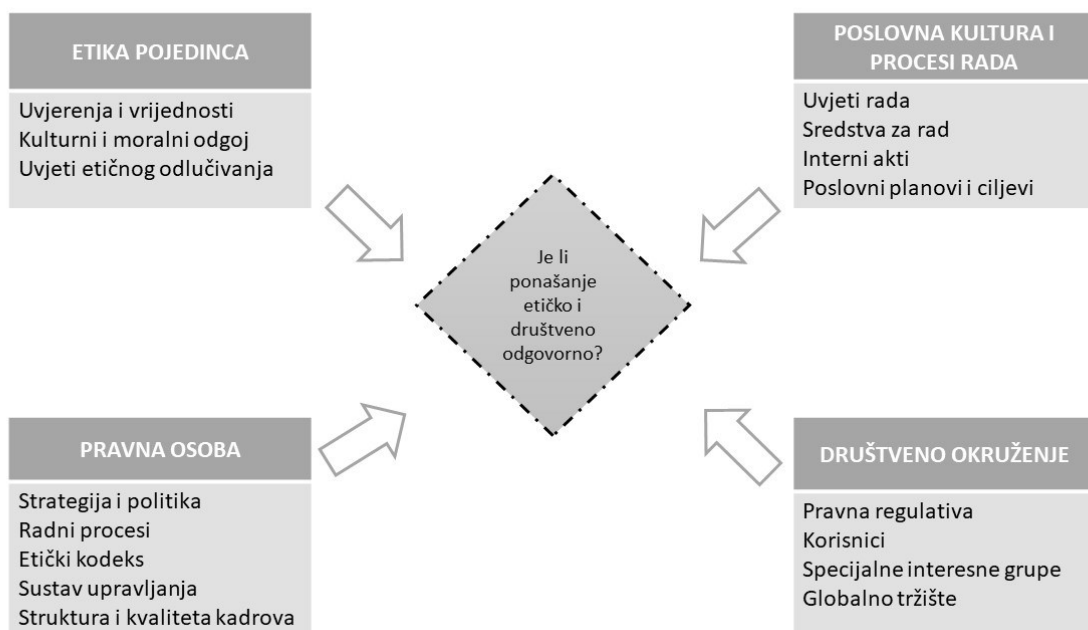 ETIKA POJEDINCA
Uvjerenja i vrijednosti
Kulturni i moralni odgoj
Uvjeti etičnog odlučivanja
POSLOVNA KULTURA I
PROCESI RADA
Uvjeti rada
Sredstva za rad
Interni akti
Poslovni planovi i ciljevi
Je li
ponašanje
etičko i
društveno
odgovorno?
PRAVNA OSOBA
Strategija i politika
Radni procesi
Etički kodeks
Sustav upravljanja
Struktura i kvaliteta kadrova
DRUŠTVENO OKRUŽENJE
Pravna regulativa
Korisnici
Specijalne interesne grupe
Globalno tržište